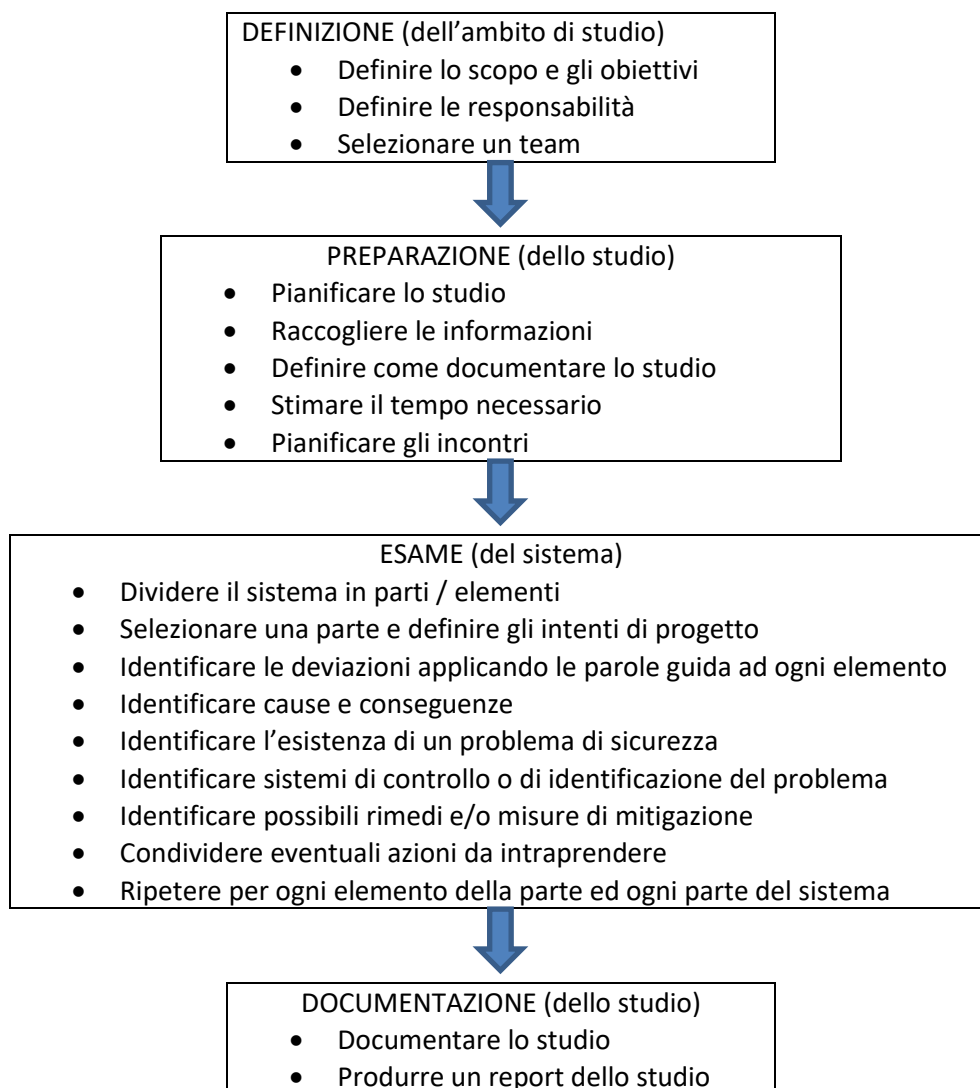 DEFINIZIONE (dell’ambito di studio)
• Definire lo scopo e gli obiettivi
• Definire le responsabilità
• Selezionare un team
PREPARAZIONE (dello studio)
• Pianificare lo studio
• Raccogliere le informazioni
• Definire come documentare lo studio
• Stimare il tempo necessario
• Pianificare gli incontri
ESAME (del sistema)
• Dividere il sistema in parti / elementi
• Selezionare una parte e definire gli intenti di progetto
• Identificare le deviazioni applicando le parole guida ad ogni elemento
• Identificare cause e conseguenze
• Identificare l’esistenza di un problema di sicurezza
• Identificare sistemi di controllo o di identificazione del problema
• Identificare possibili rimedi e/o misure di mitigazione
• Condividere eventuali azioni da intraprendere
• Ripetere per ogni elemento della parte ed ogni parte del sistema
DOCUMENTAZIONE (dello studio)
• Documentare lo studio
• Produrre un report dello studio